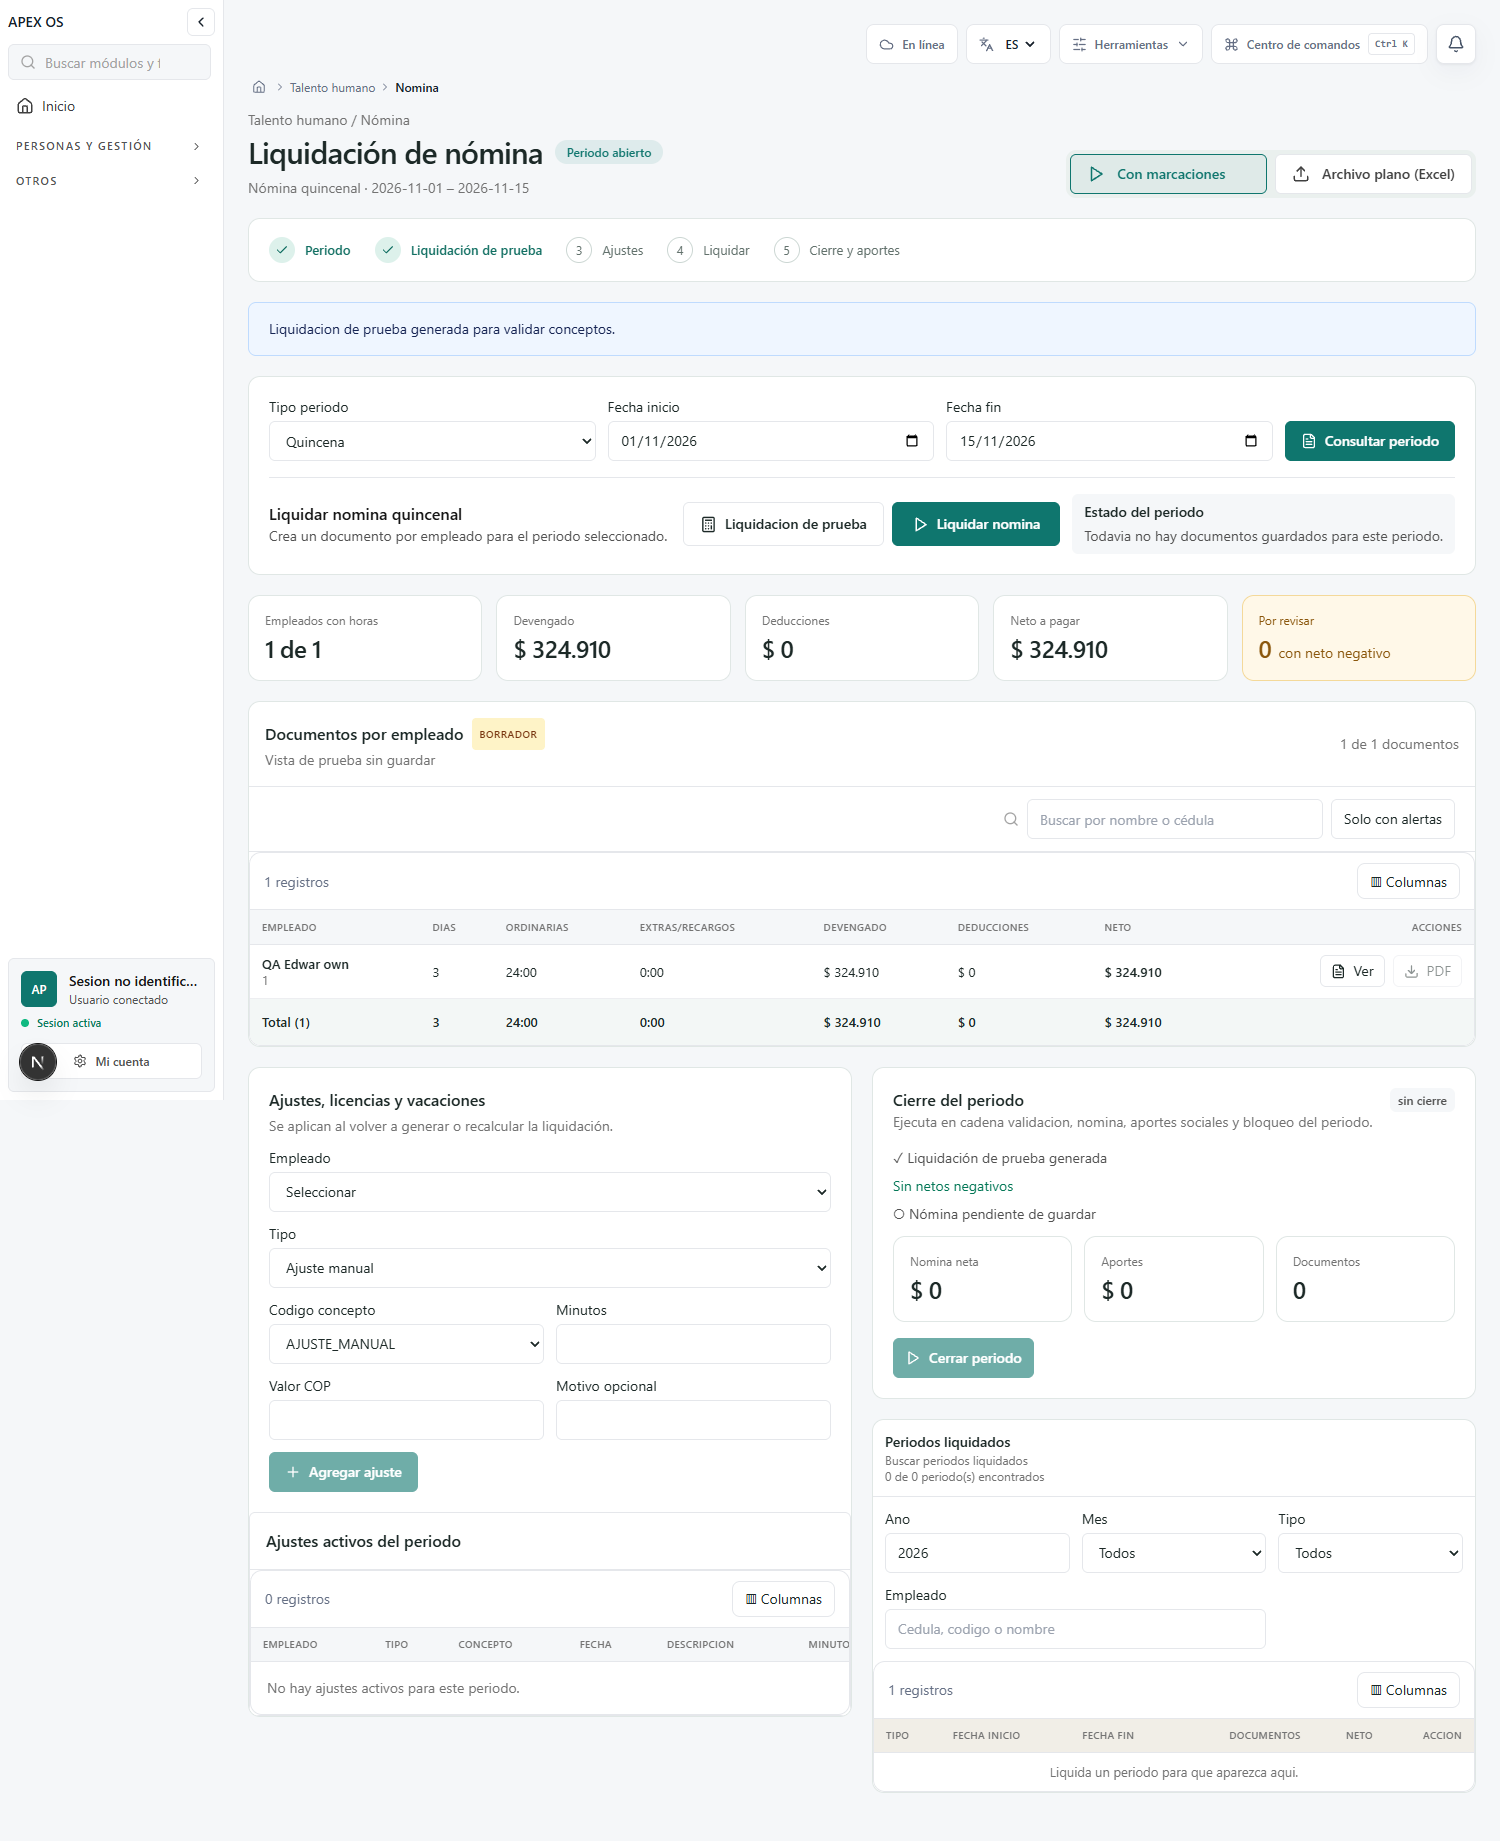 APEX OS
Buscar módulos y f
Inicio
PERSONAS Y GESTIÓN
OTROS
AP
Sesion no identific...
Usuario conectado
Sesion activa
N
Mi cuenta
En línea
ES
Herramientas
Centro de comandos Ctrl K
Talento humano > Nomina
Talento humano / Nómina
Liquidación de nómina
Periodo abierto
Nómina quincenal · 2026-11-01 – 2026-11-15
Con marcaciones
Archivo plano (Excel)
Periodo
Liquidación de prueba
3 Ajustes
4 Liquidar
5 Cierre y aportes
Liquidacion de prueba generada para validar conceptos.
Tipo periodo
Quincena
Fecha inicio
01/11/2026
Fecha fin
15/11/2026
Consultar periodo
Liquidar nomina quincenal
Crea un documento por empleado para el periodo seleccionado.
Liquidacion de prueba
Liquidar nomina
Estado del periodo
Todavia no hay documentos guardados para este periodo.
Empleados con horas
1 de 1
Devengado
$ 324.910
Deducciones
$ 0
Neto a pagar
$ 324.910
Por revisar
0 con neto negativo
Documentos por empleado
BORRADOR
Vista de prueba sin guardar
1 de 1 documentos
Buscar por nombre o cédula
Solo con alertas
1 registros
Columnas
EMPLEADO DIAS ORDINARIAS EXTRAS/RECARGOS DEVENGADO DEDUCCIONES NETO ACCIONES
QA Edwar own
1
3 24:00 0:00 $ 324.910 $ 0 $ 324.910 Ver PDF
Total (1) 3 24:00 0:00 $ 324.910 $ 0 $ 324.910
Ajustes, licencias y vacaciones
Se aplican al volver a generar o recalcular la liquidación.
Empleado
Seleccionar
Tipo
Ajuste manual
Codigo concepto
AJUSTE_MANUAL
Minutos
Valor COP
Motivo opcional
+ Agregar ajuste
Ajustes activos del periodo
0 registros
Columnas
EMPLEADO TIPO CONCEPTO FECHA DESCRIPCION MINUTO
No hay ajustes activos para este periodo.
Cierre del periodo
sin cierre
Ejecuta en cadena validacion, nomina, aportes sociales y bloqueo del periodo.
✓ Liquidación de prueba generada
Sin netos negativos
○ Nómina pendiente de guardar
Nomina neta
$ 0
Aportes
$ 0
Documentos
0
Cerrar periodo
Periodos liquidados
Buscar periodos liquidados
0 de 0 periodo(s) encontrados
Ano
2026
Mes
Todos
Tipo
Todos
Empleado
Cedula, codigo o nombre
1 registros
Columnas
TIPO FECHA INICIO FECHA FIN DOCUMENTOS NETO ACCION
Liquida un periodo para que aparezca aqui.